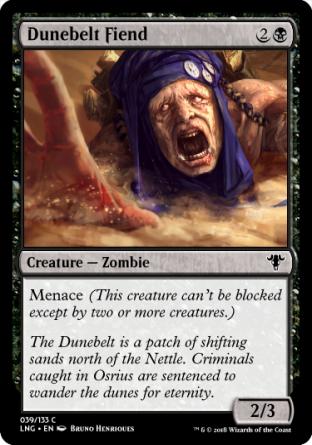 Dunebelt Fiend 2
Creature — Zombie
Menace (This creature can't be blocked
except by two or more creatures.)
The Dunebelt is a patch of shifting
sands north of the Nettle. Criminals
caught in Osrius are sentenced to
wander the dunes for eternity.
2/3
039/133 C
LNG • EN Bruno Henriques
™ & © 2018 Wizards of the Coast